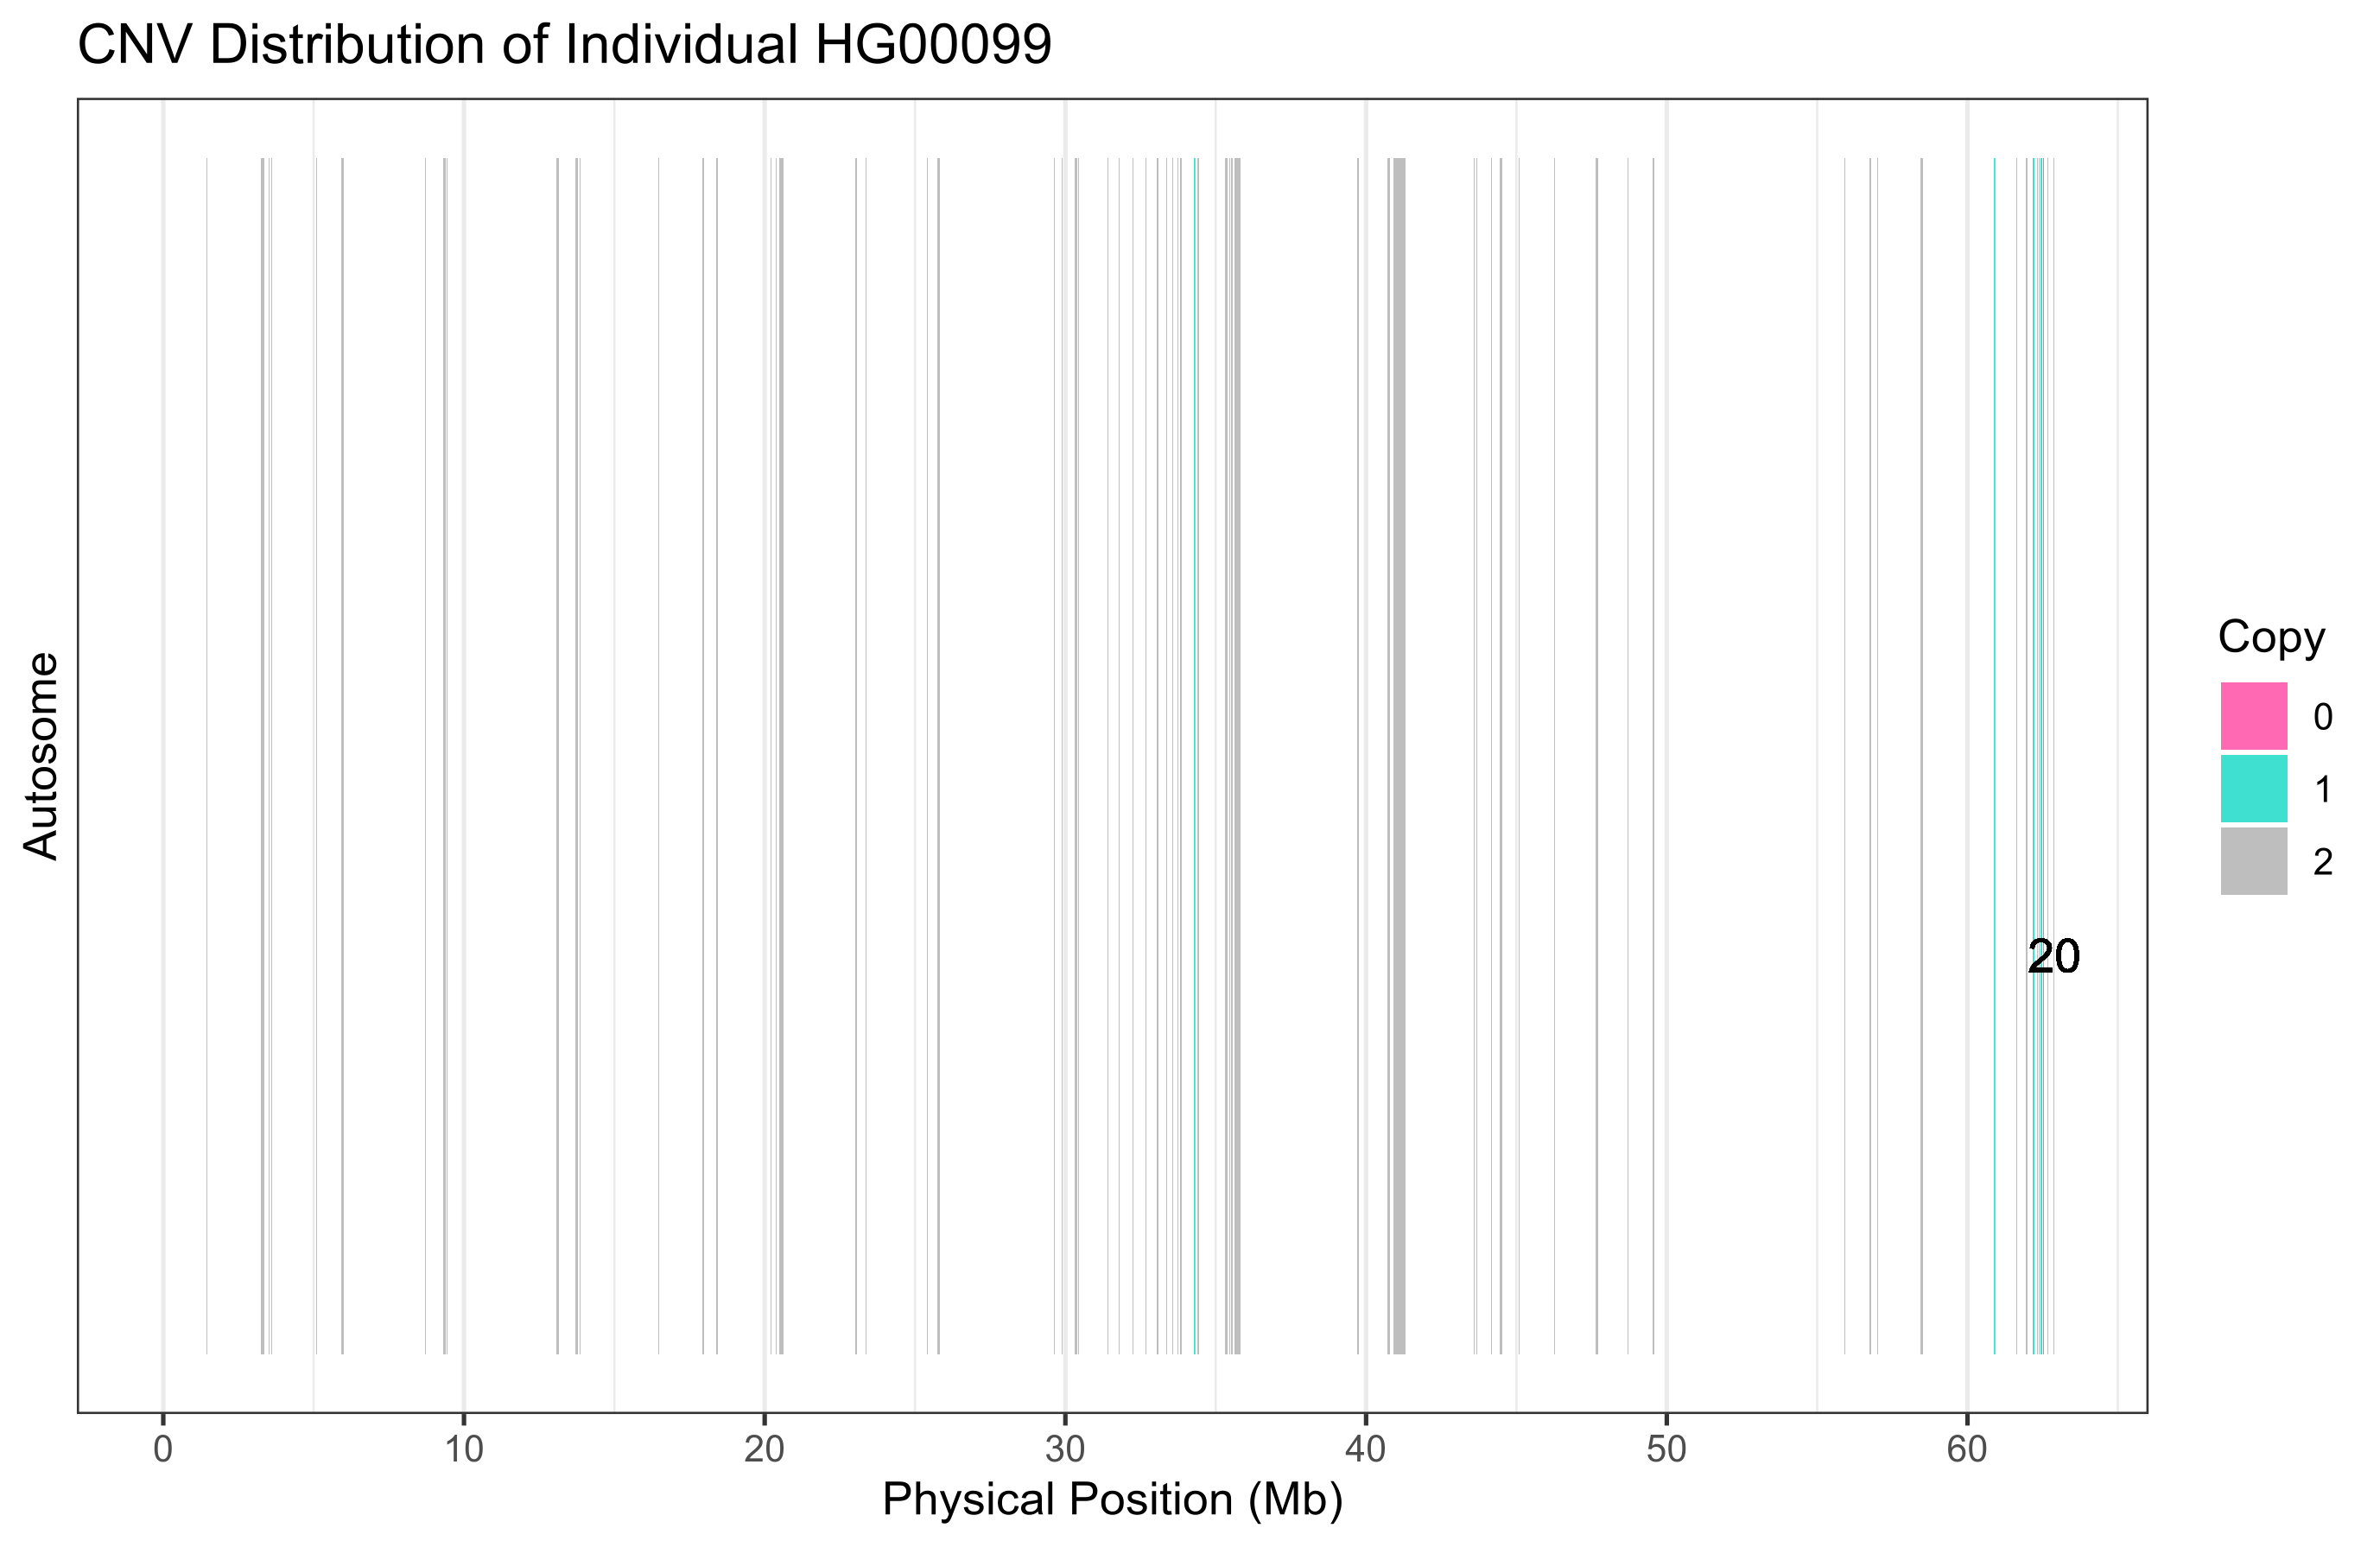 CNV Distribution of Individual HG00099
Autosome
Copy
0
1
2
20
0 10 20 30 40 50 60
Physical Position (Mb)